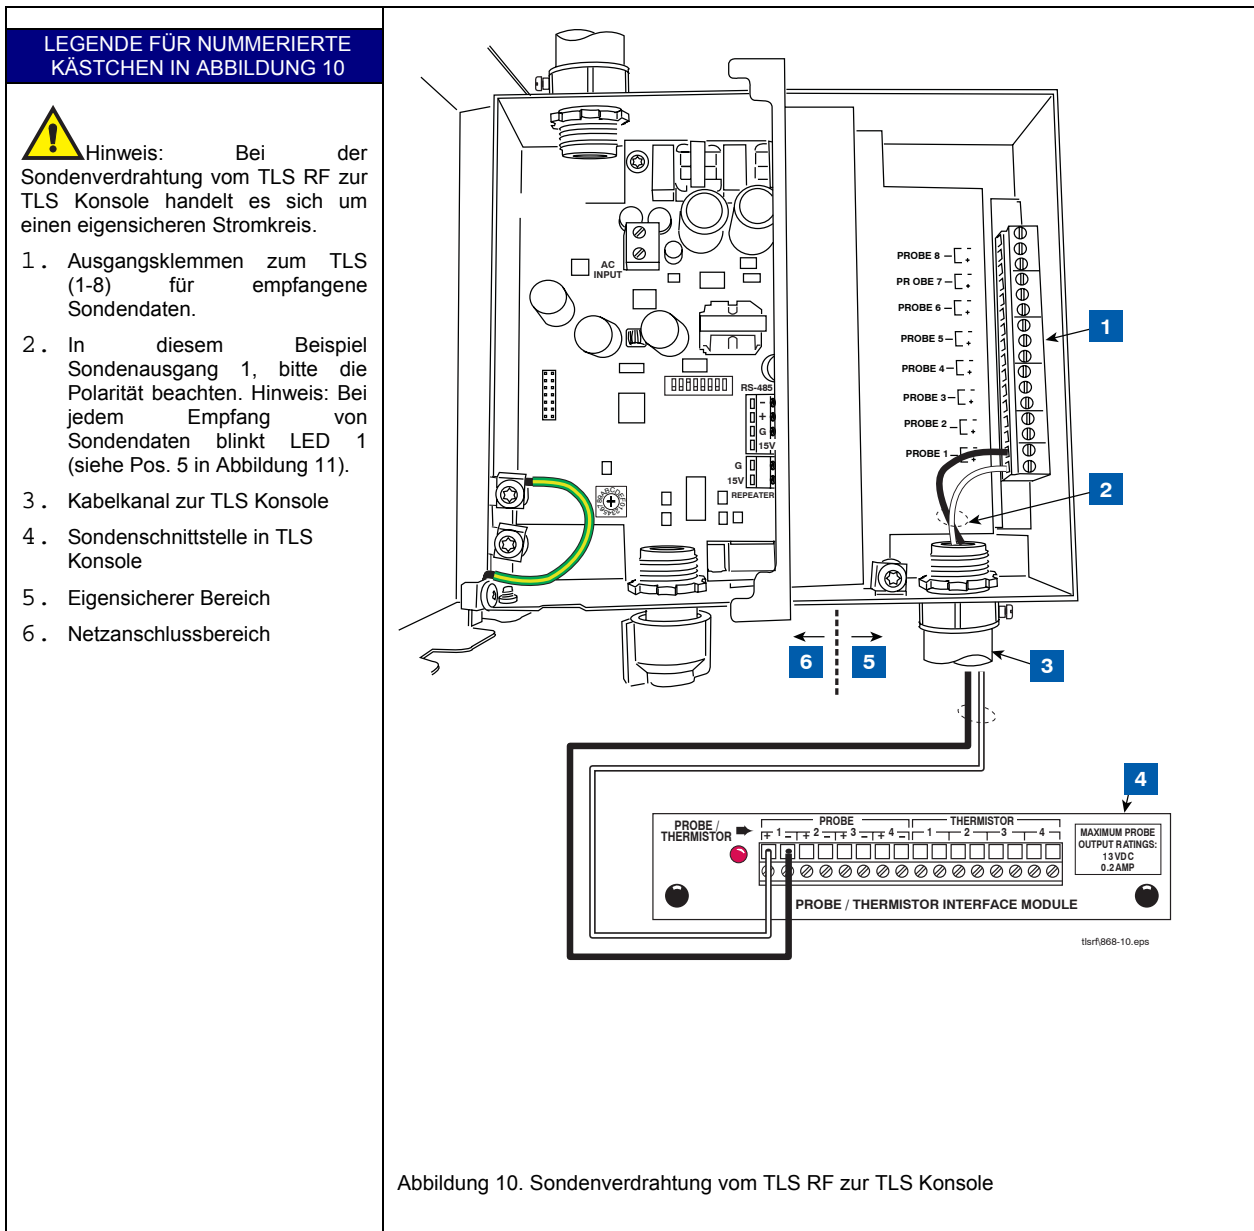 LEGENDE FÜR NUMMERIERTE
KÄSTCHEN IN ABBILDUNG 10
Hinweis: Bei der
Sondenverdrahtung vom TLS RF zur
TLS Konsole handelt es sich um
einen eigensicheren Stromkreis.
1. Ausgangsklemmen zum TLS
(1-8) für empfangene
Sondendaten.
2. In diesem Beispiel
Sondenausgang 1, bitte die
Polarität beachten. Hinweis: Bei
jedem Empfang von
Sondendaten blinkt LED 1
(siehe Pos. 5 in Abbildung 11).
3. Kabelkanal zur TLS Konsole
4. Sondenschnittstelle in TLS
Konsole
5. Eigensicherer Bereich
6. Netzanschlussbereich
AC
INPUT
RS-485
-
+
G
15V
G
15V
REPEATER
PROBE 8 - +
PR OBE 7 - +
PROBE 6 - +
PROBE 5 - +
PROBE 4 - +
PROBE 3 - +
PROBE 2 - +
PROBE 1 - +
1
2
3
6 5
4
PROBE /
THERMISTOR
PROBE THERMISTOR
+ 1 - + 2 - + 3 - + 4 - 1 2 3 4
MAXIMUM PROBE
OUTPUT RATINGS:
13 VDC
0.2 AMP
PROBE / THERMISTOR INTERFACE MODULE
tlsrf\868-10.eps
Abbildung 10. Sondenverdrahtung vom TLS RF zur TLS Konsole